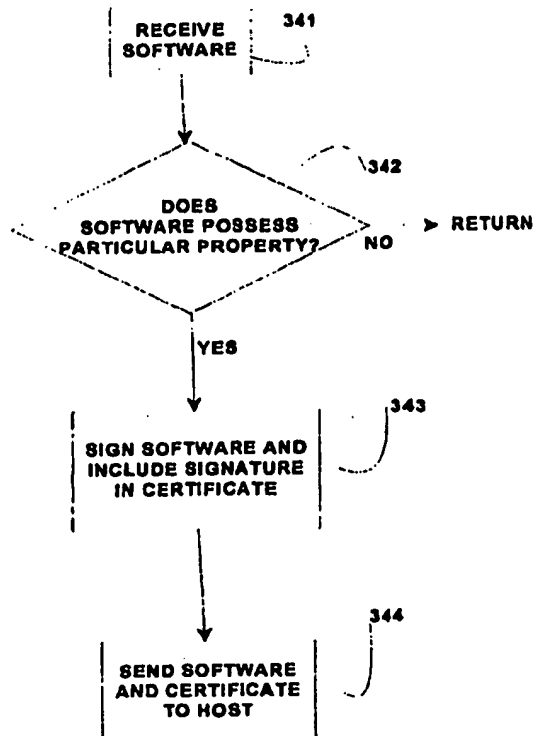 341
RECEIVE
SOFTWARE
342
DOES
SOFTWARE POSSESS
PARTICULAR PROPERTY?
NO
RETURN
YES
343
SIGN SOFTWARE AND
INCLUDE SIGNATURE
IN CERTIFICATE
344
SEND SOFTWARE
AND CERTIFICATE
TO HOST